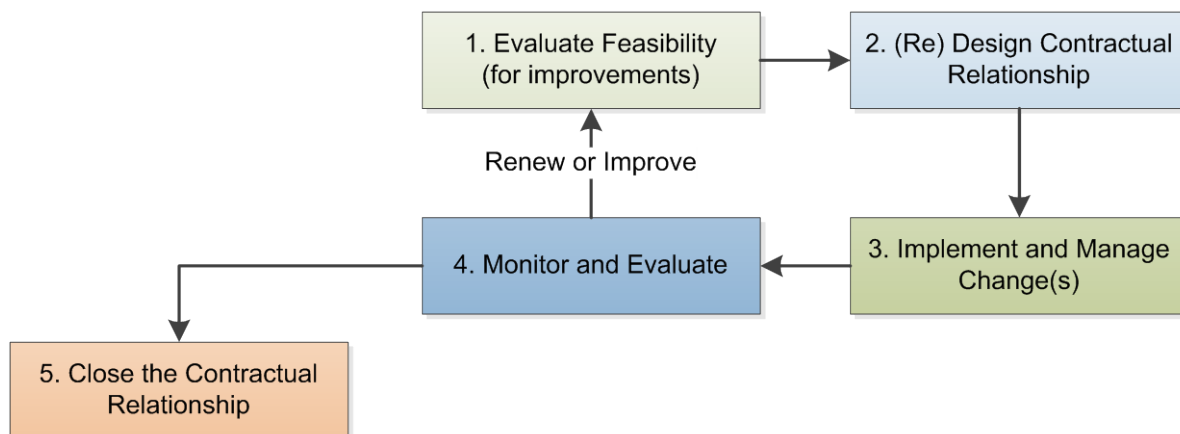 1. Evaluate Feasibility
(for improvements)
2. (Re) Design Contractual
Relationship
Renew or Improve
4. Monitor and Evaluate
3. Implement and Manage
Change(s)
5. Close the Contractual
Relationship